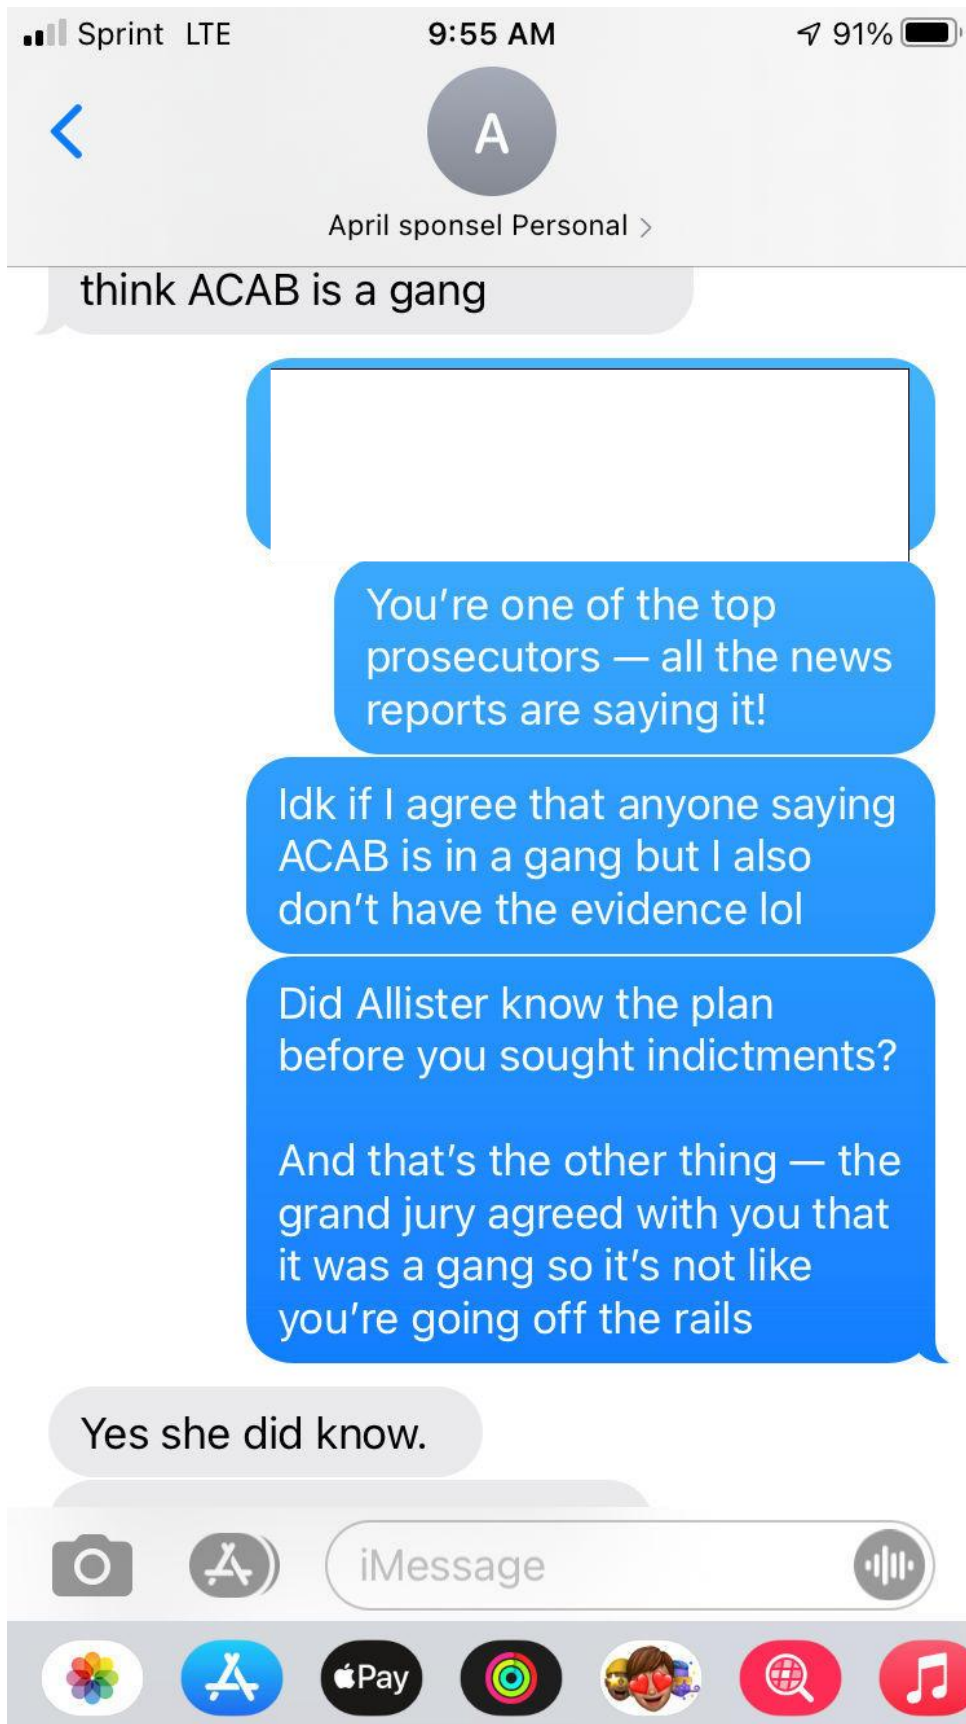 Sprint LTE 9:55 AM 91%
A
April sponsel Personal
think ACAB is a gang
You're one of the top
prosecutors — all the news
reports are saying it!
Idk if I agree that anyone saying
ACAB is in a gang but I also
don't have the evidence lol
Did Allister know the plan
before you sought indictments?
And that's the other thing — the
grand jury agreed with you that
it was a gang so it's not like
you're going off the rails
Yes she did know.
iMessage
Pay